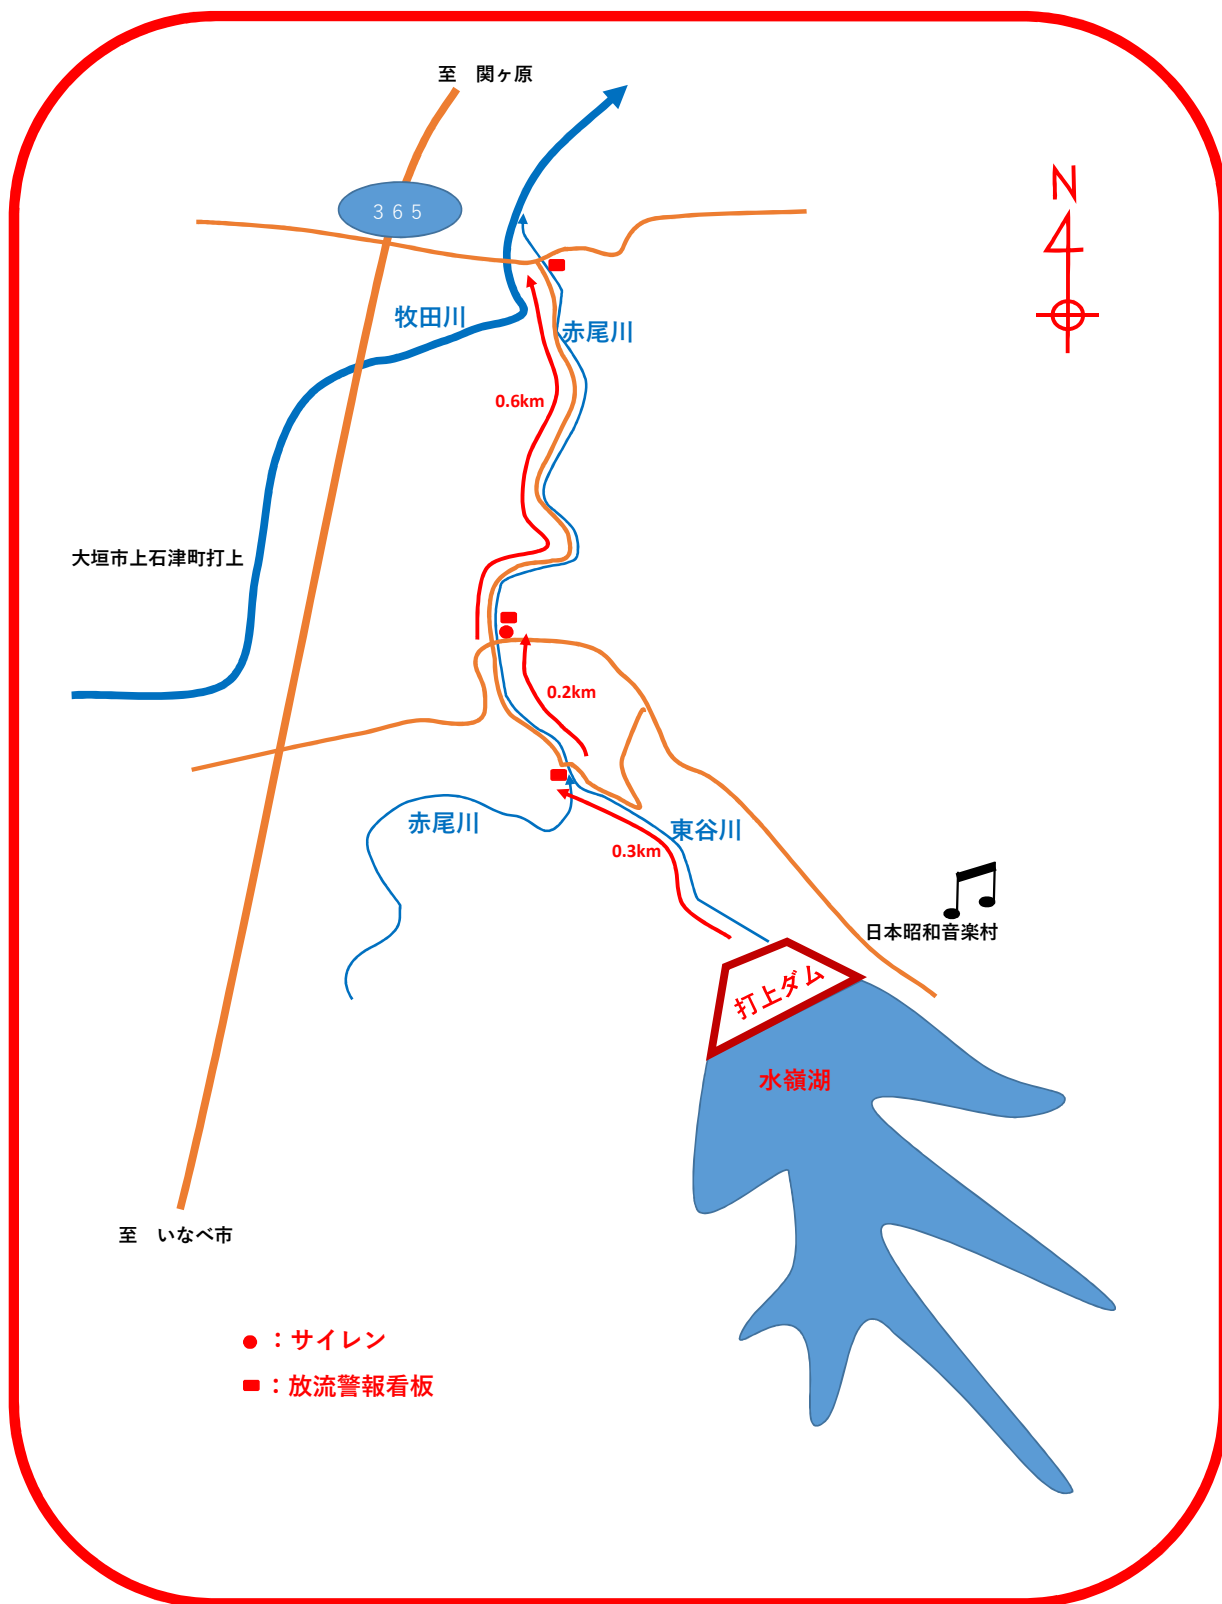 至　関ヶ原
N
３６５
牧田川
赤尾川
0.6km
大垣市上石津町打上
0.2km
赤尾川
東谷川
0.3km
日本昭和音楽村
打上ダム
水嶺湖
至　いなべ市
●：サイレン
■：放流警報看板